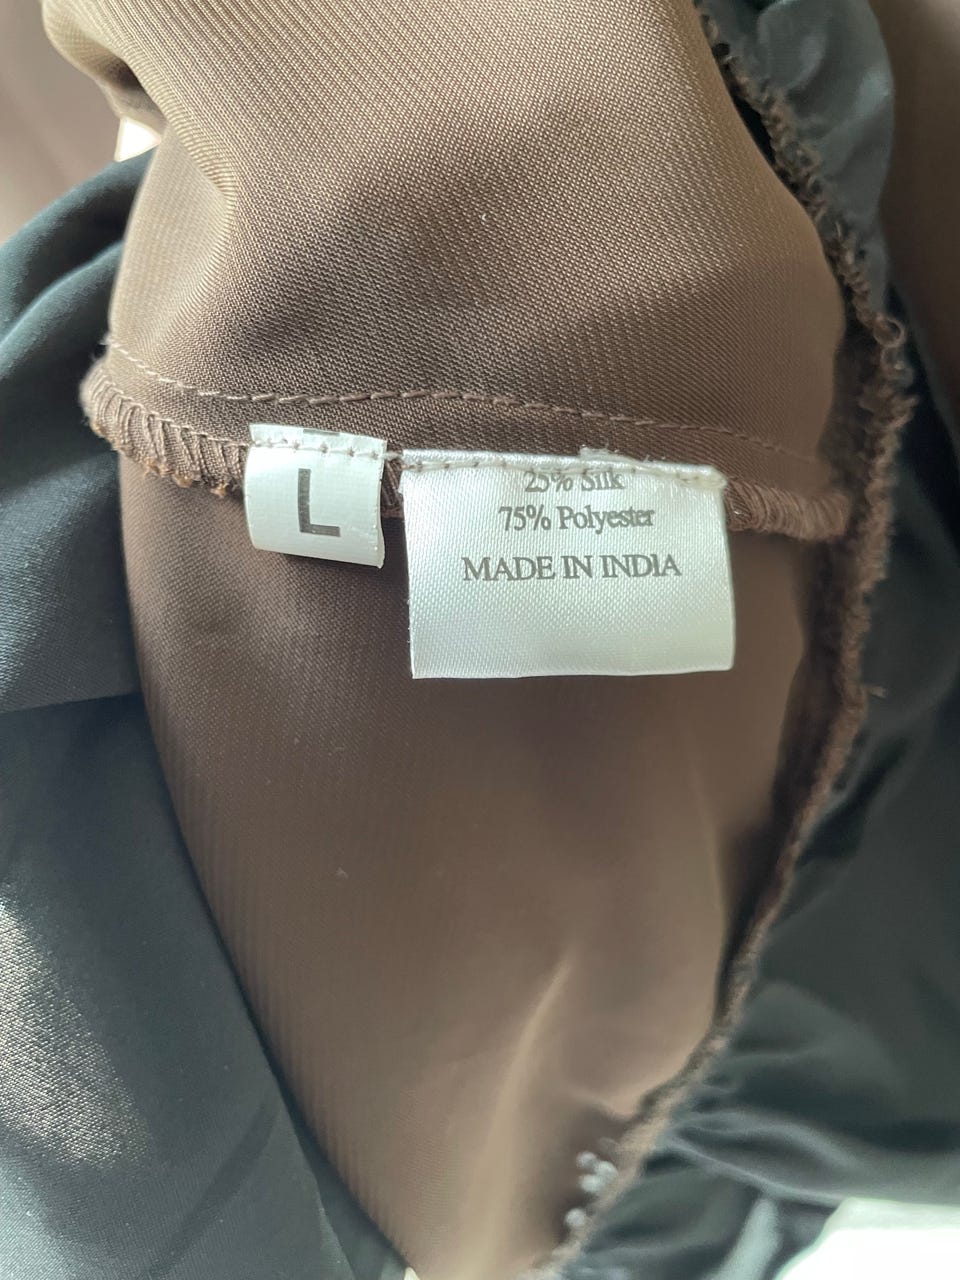 L
25% Silk
75% Polyester
MADE IN INDIA